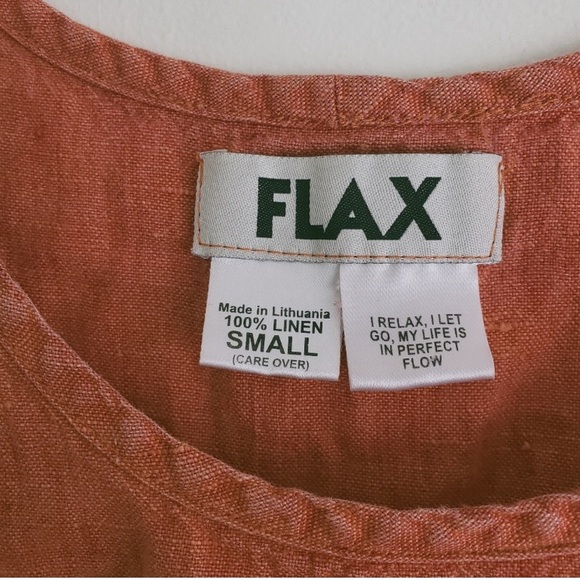 FLAX
Made in Lithuania
100% LINEN
SMALL
(CARE OVER)
I RELAX, I LET
GO, MY LIFE IS
IN PERFECT
FLOW